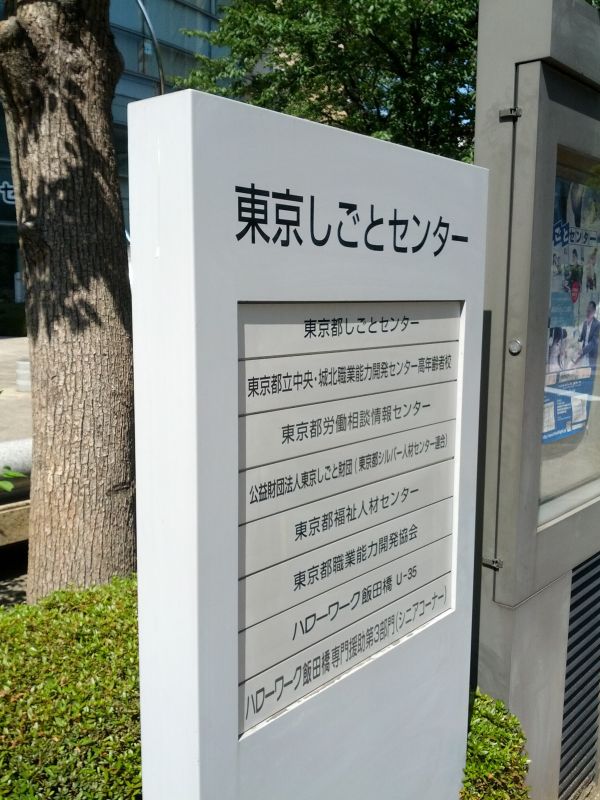 東京しごとセンター
東京都しごとセンター
東京都立中央・城北職業能力開発センター高年齢者校
東京都労働相談情報センター
公益財団法人東京しごと財団(東京都シルバー人材センター連合)
東京都福祉人材センター
東京都職業能力開発協会
ハローワーク飯田橋 U-35
ハローワーク飯田橋専門援助第3部門(シニアコーナー)
ごとセンター
セ